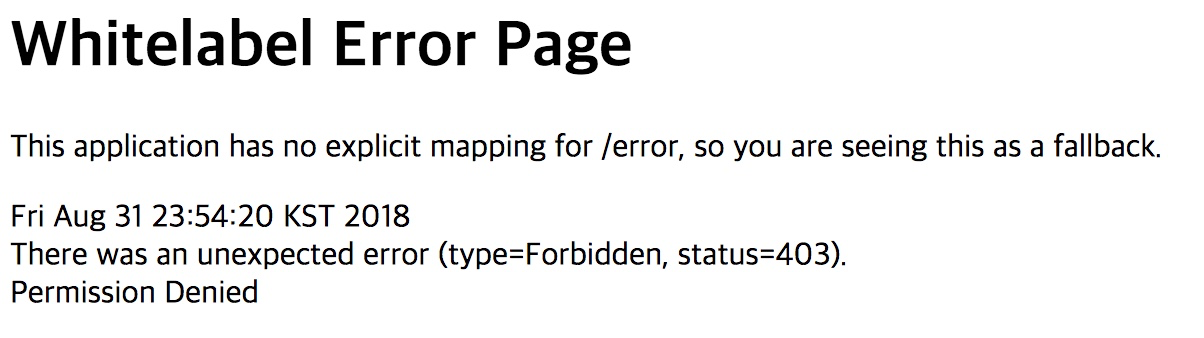 Whitelabel Error Page
This application has no explicit mapping for /error, so you are seeing this as a fallback.
Fri Aug 31 23:54:20 KST 2018
There was an unexpected error (type=Forbidden, status=403).
Permission Denied